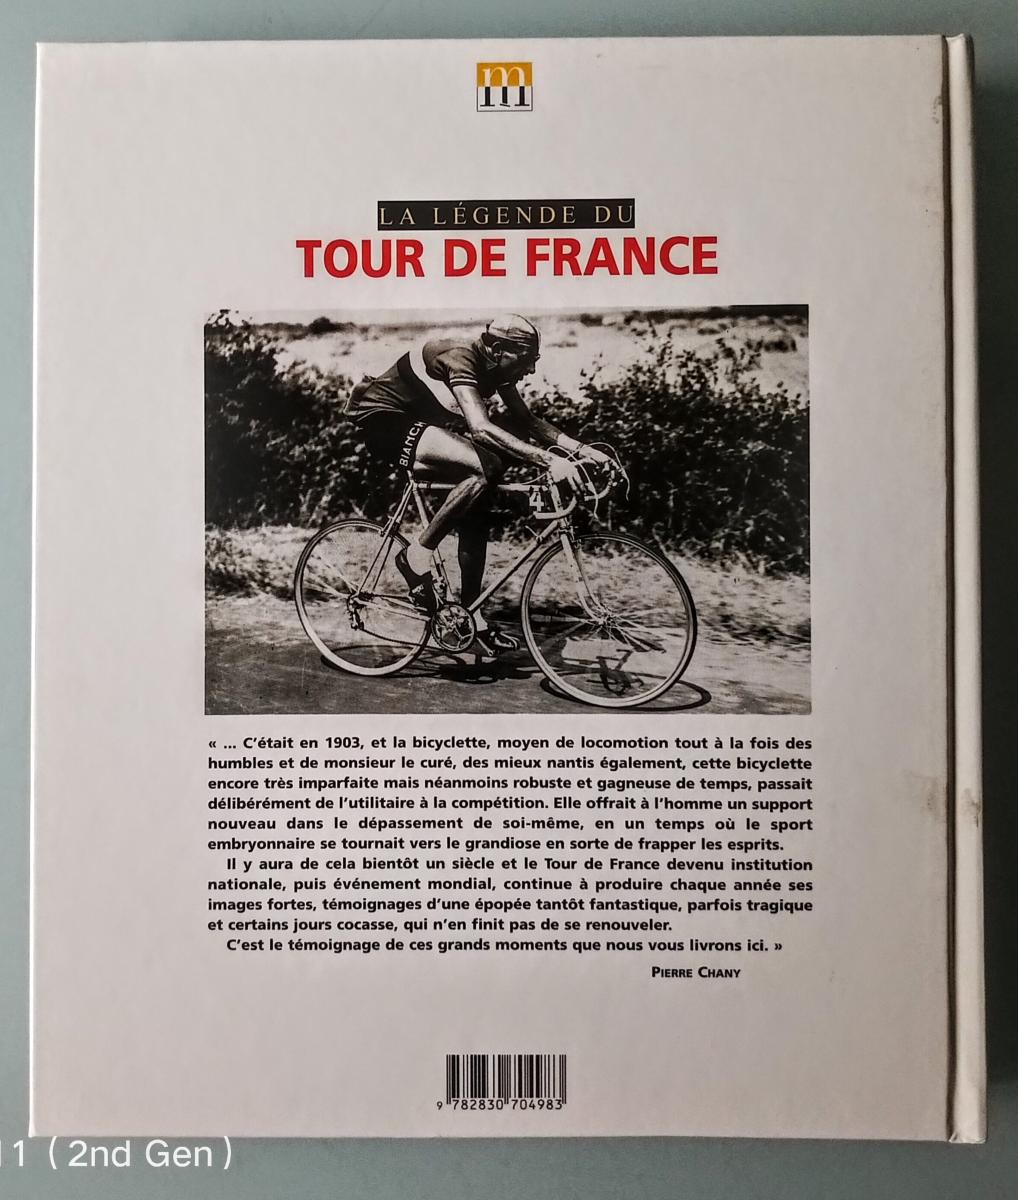 m
LA LÉGENDE DU
TOUR DE FRANCE
BIANCH
4
« ... C'était en 1903, et la bicyclette, moyen de locomotion tout à la fois des
humbles et de monsieur le curé, des mieux nantis également, cette bicyclette
encore très imparfaite mais néanmoins robuste et gagneuse de temps, passait
délibérément de l'utilitaire à la compétition. Elle offrait à l'homme un support
nouveau dans le dépassement de soi-même, en un temps où le sport
embryonnaire se tournait vers le grandiose en sorte de frapper les esprits.
Il y aura de cela bientôt un siècle et le Tour de France devenu institution
nationale, puis événement mondial, continue à produire chaque année ses
images fortes, témoignages d'une épopée tantôt fantastique, parfois tragique
et certains jours cocasse, qui n'en finit pas de se renouveler.
C'est le témoignage de ces grands moments que nous vous livrons ici. »
PIERRE CHANY
9 782830 704983
11 (2nd Gen)